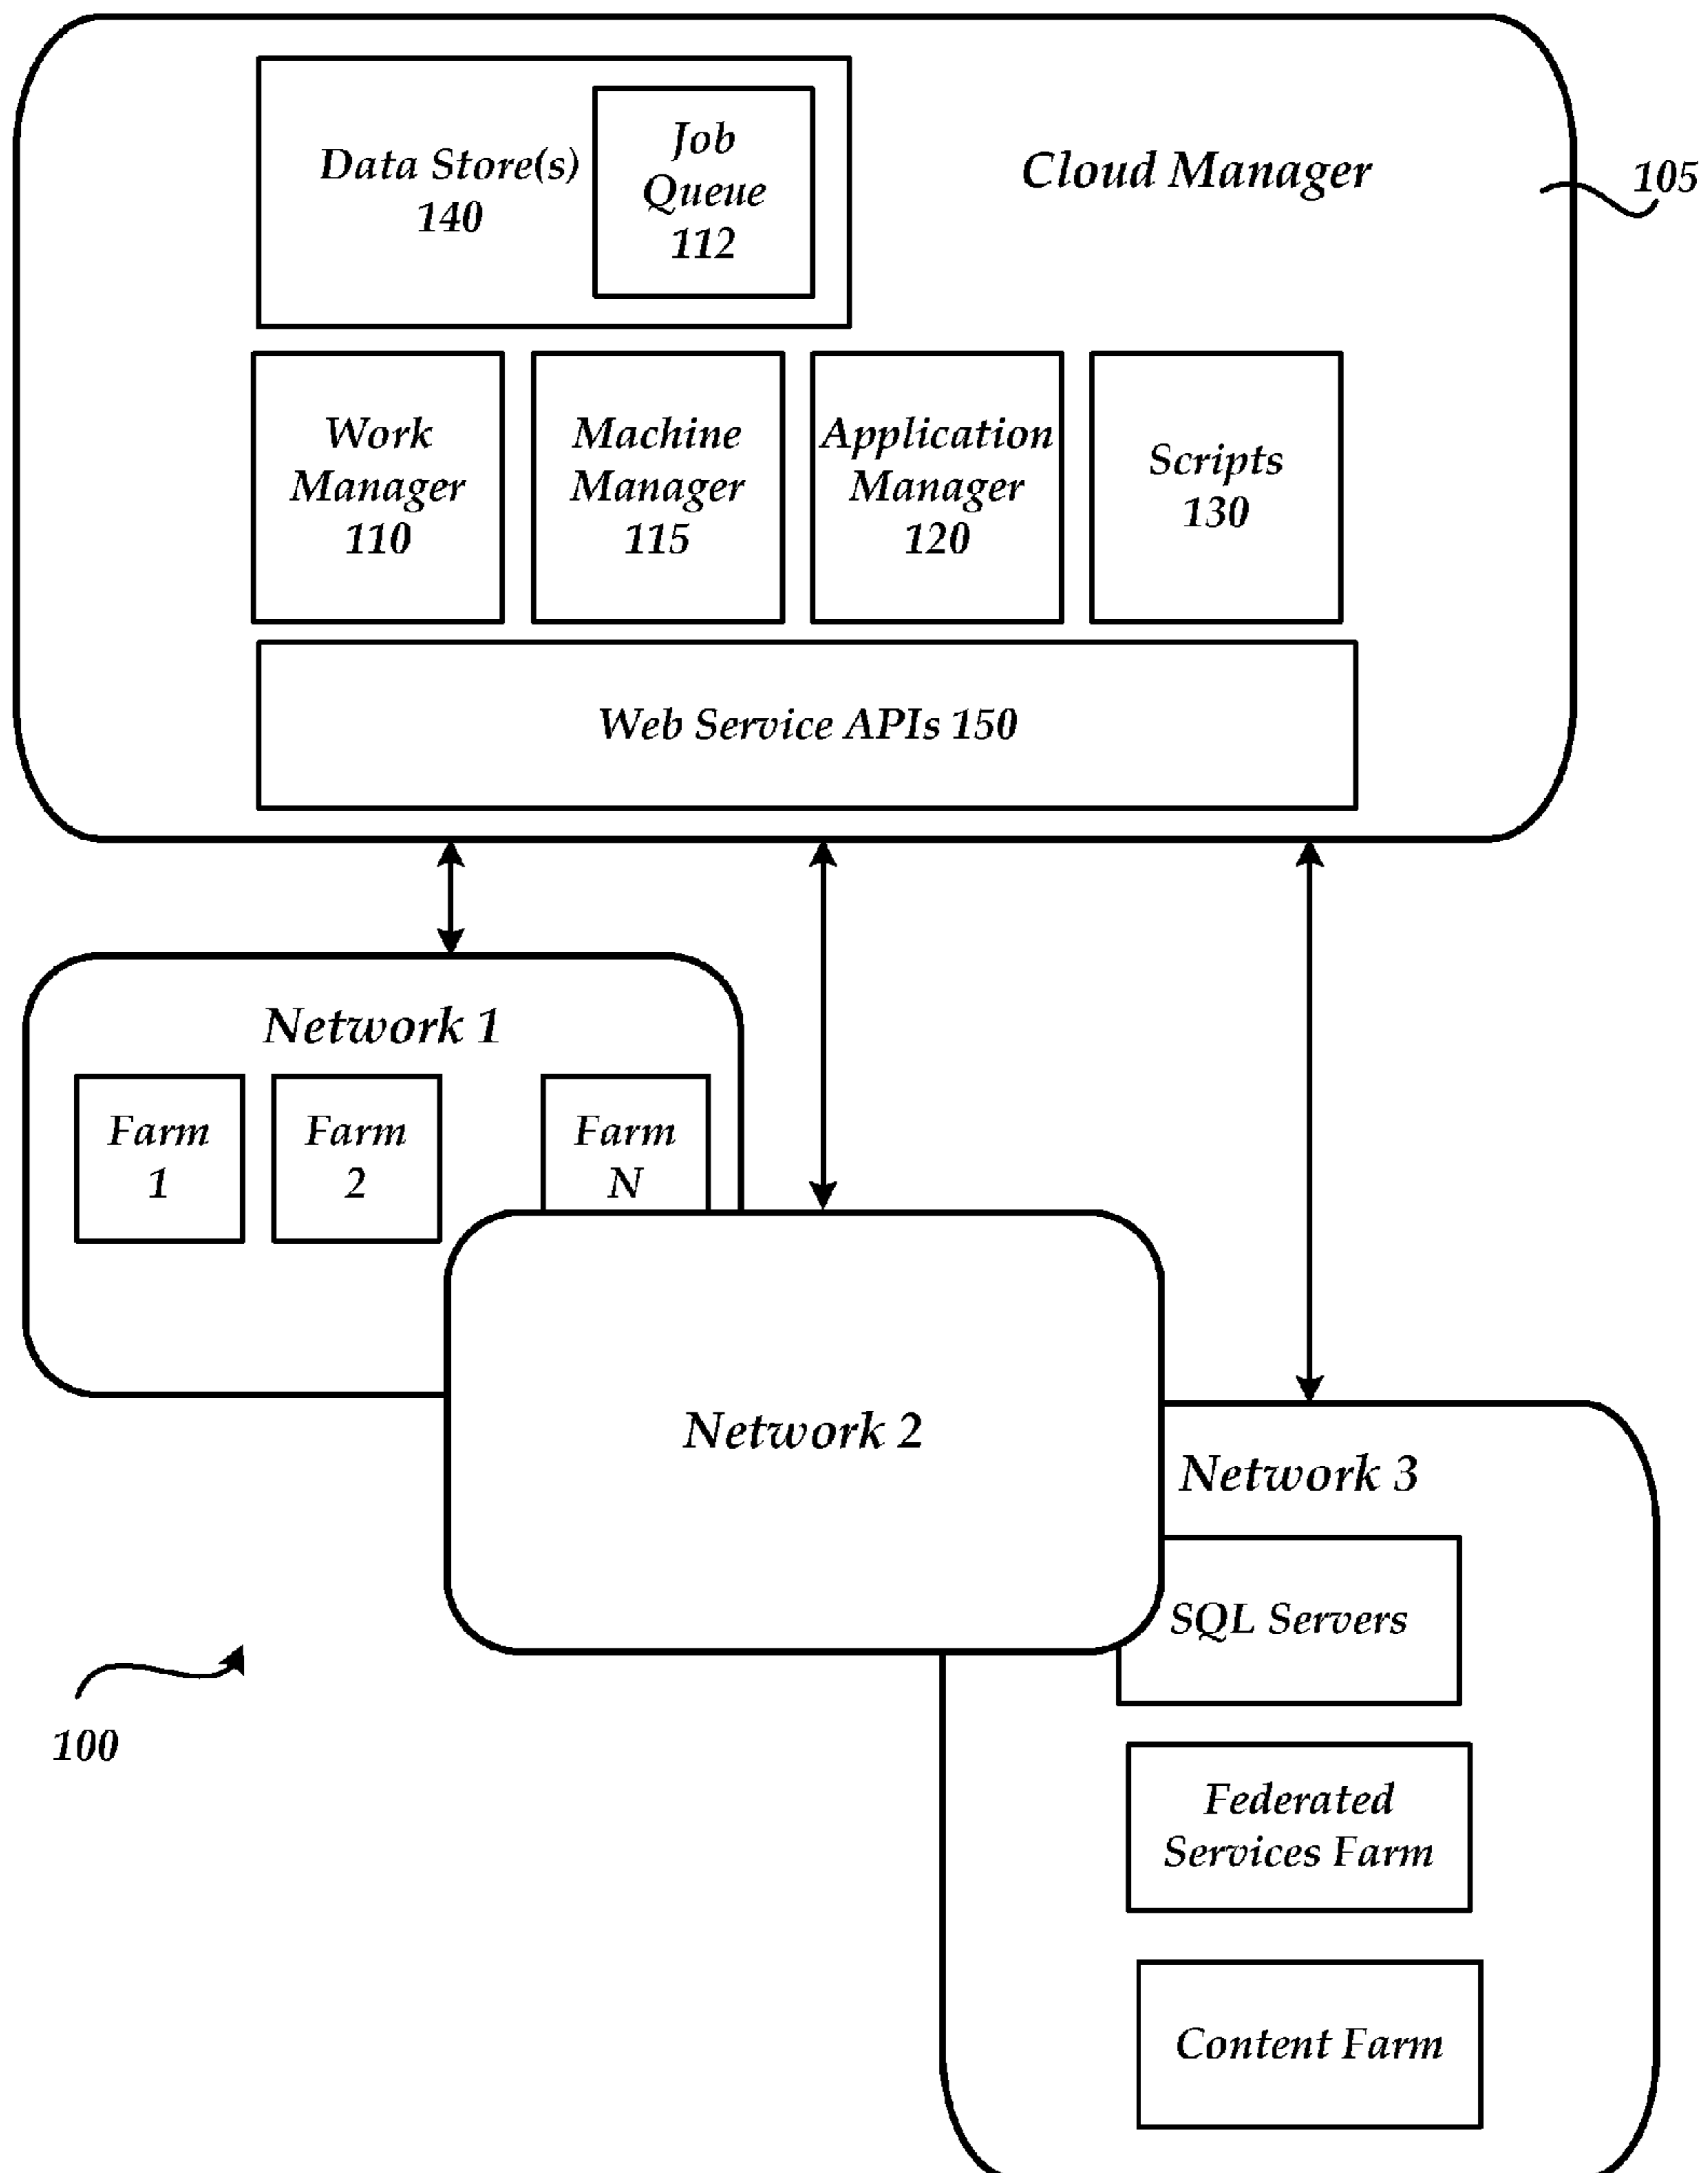 Data Store(s)
140
Job
Queue
112
Cloud Manager
105
Work
Manager
110
Machine
Manager
115
Application
Manager
120
Scripts
130
Web Service APIs 150
Network 1
Farm
1
Farm
2
Farm
N
Network 2
Network 3
SQL Servers
Federated
Services Farm
Content Farm
100